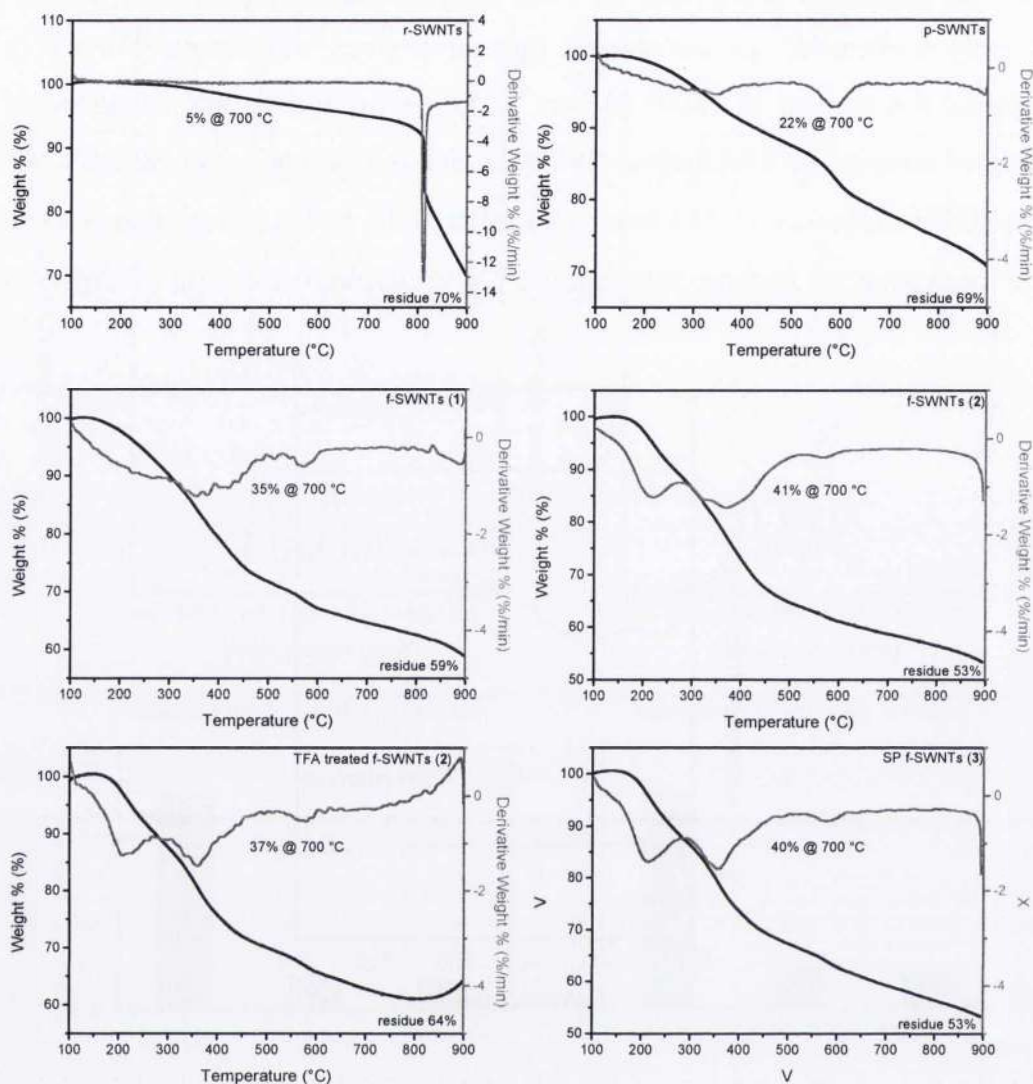 r-SWNTs
Weight % (%)
110
100
90
80
70
4
2
0
-2
-4
-6
-8
-10
-12
-14
Derivative Weight % (%/min)
5% @ 700 °C
residue 70%
100 200 300 400 500 600 700 800 900
Temperature (°C)
p-SWNTs
Weight % (%)
100
90
80
70
0
-2
-4
Derivative Weight % (%/min)
22% @ 700 °C
residue 69%
100 200 300 400 500 600 700 800 900
Temperature (°C)
f-SWNTs (1)
Weight % (%)
100
90
80
70
60
0
-2
-4
Derivative Weight % (%/min)
35% @ 700 °C
residue 59%
100 200 300 400 500 600 700 800 900
Temperature (°C)
f-SWNTs (2)
Weight % (%)
100
90
80
70
60
50
0
-2
-4
Derivative Weight % (%/min)
41% @ 700 °C
residue 53%
100 200 300 400 500 600 700 800 900
Temperature (°C)
TFA treated f-SWNTs (2)
Weight % (%)
100
90
80
70
60
0
-2
-4
Derivative Weight % (%/min)
37% @ 700 °C
residue 64%
100 200 300 400 500 600 700 800 900
Temperature (°C)
SP f-SWNTs (3)
V
100
90
80
70
60
50
0
-2
-4
X
40% @ 700 °C
residue 53%
100 200 300 400 500 600 700 800 900
V